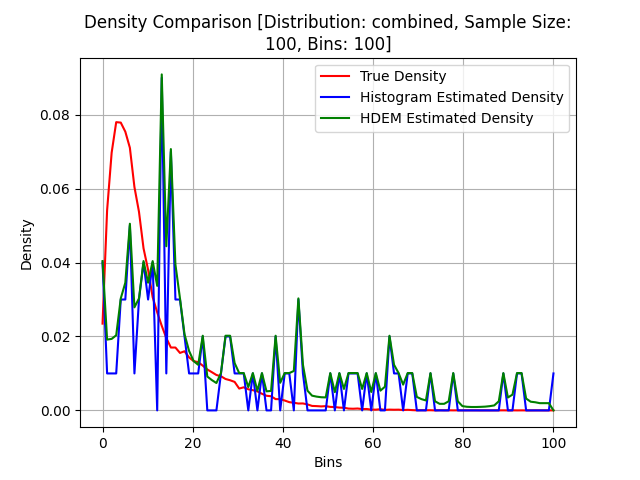 Density Comparison [Distribution: combined, Sample Size:
100, Bins: 100]
True Density
Histogram Estimated Density
HDEM Estimated Density
Density
0.08
0.06
0.04
0.02
0.00
0 20 40 60 80 100
Bins